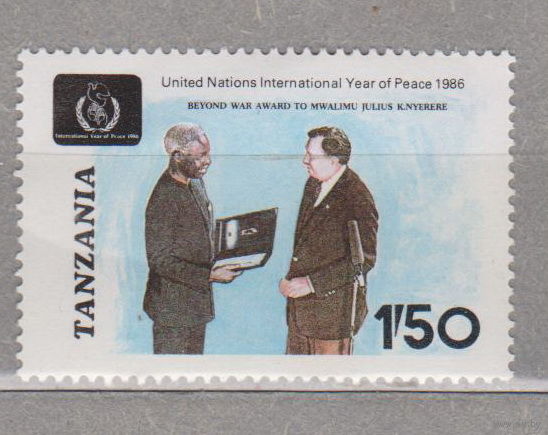 United Nations International Year of Peace 1986
BEYOND WAR AWARD TO MWALIMU JULIUS K.NYERERE
International Year of Peace 1986
TANZANIA
1'50